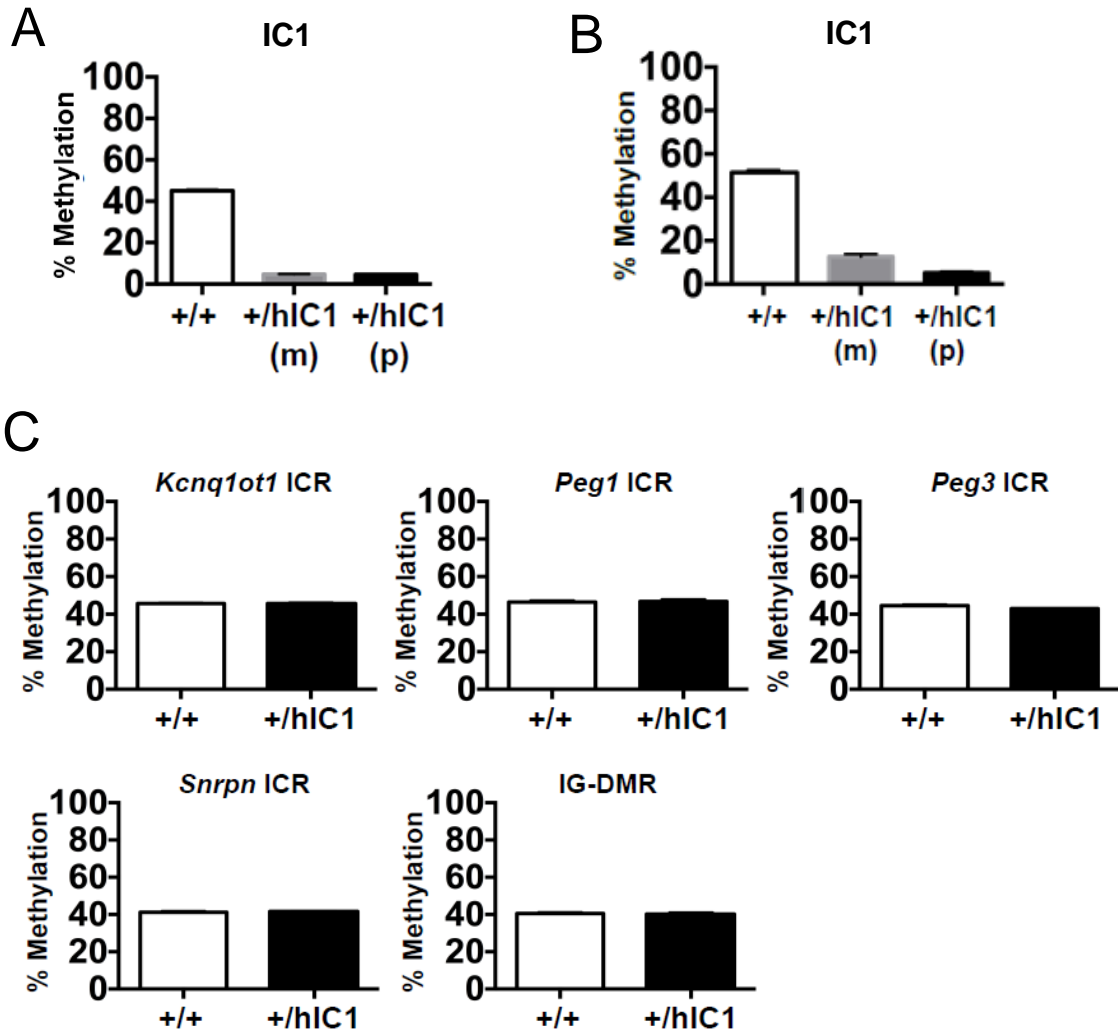 A
IC1
% Methylation
100
80
60
40
20
0
+/+ +/hIC1 +/hIC1
(m) (p)
B
IC1
% Methylation
100
80
60
40
20
0
+/+ +/hIC1 +/hIC1
(m) (p)
C
Kcnq1ot1 ICR
% Methylation
100
80
60
40
20
0
+/+ +/hIC1
Peg1 ICR
% Methylation
100
80
60
40
20
0
+/+ +/hIC1
Peg3 ICR
% Methylation
100
80
60
40
20
0
+/+ +/hIC1
Snrpn ICR
% Methylation
100
80
60
40
20
0
+/+ +/hIC1
IG-DMR
% Methylation
100
80
60
40
20
0
+/+ +/hIC1